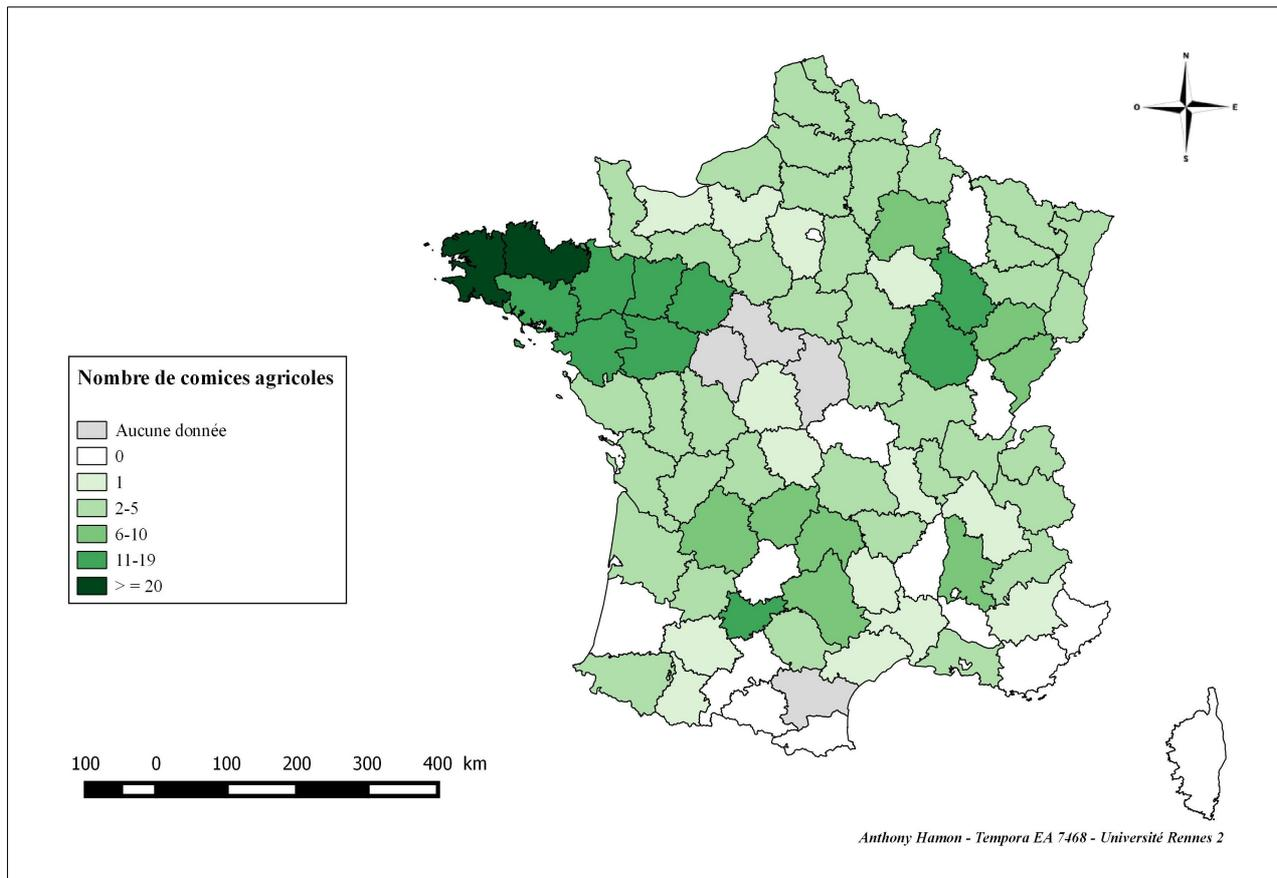 N
O E
S
Nombre de comices agricoles
Aucune donnée
0
1
2-5
6-10
11-19
> = 20
100 0 100 200 300 400 km
Anthony Hamon - Tempora EA 7468 - Université Rennes 2